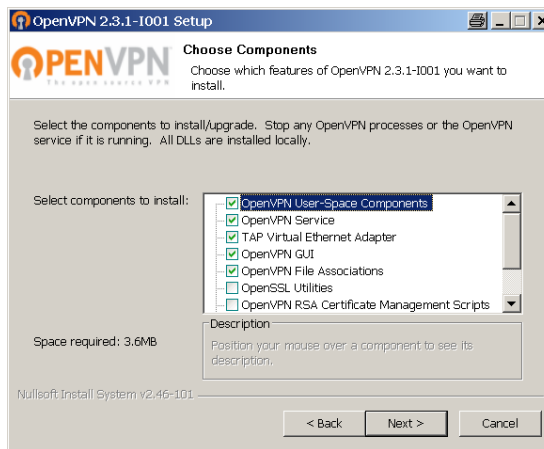 OpenVPN 2.3.1-I001 Setup
OPENVPN
The open source VPN
Choose Components
Choose which features of OpenVPN 2.3.1-I001 you want to
install.
Select the components to install/upgrade. Stop any OpenVPN processes or the OpenVPN
service if it is running. All DLLs are installed locally.
Select components to install:
OpenVPN User-Space Components
OpenVPN Service
TAP Virtual Ethernet Adapter
OpenVPN GUI
OpenVPN File Associations
OpenSSL Utilities
OpenVPN RSA Certificate Management Scripts
Space required: 3.6MB
Description
Position your mouse over a component to see its
description.
Nullsoft Install System v2.46-101
< Back
Next >
Cancel